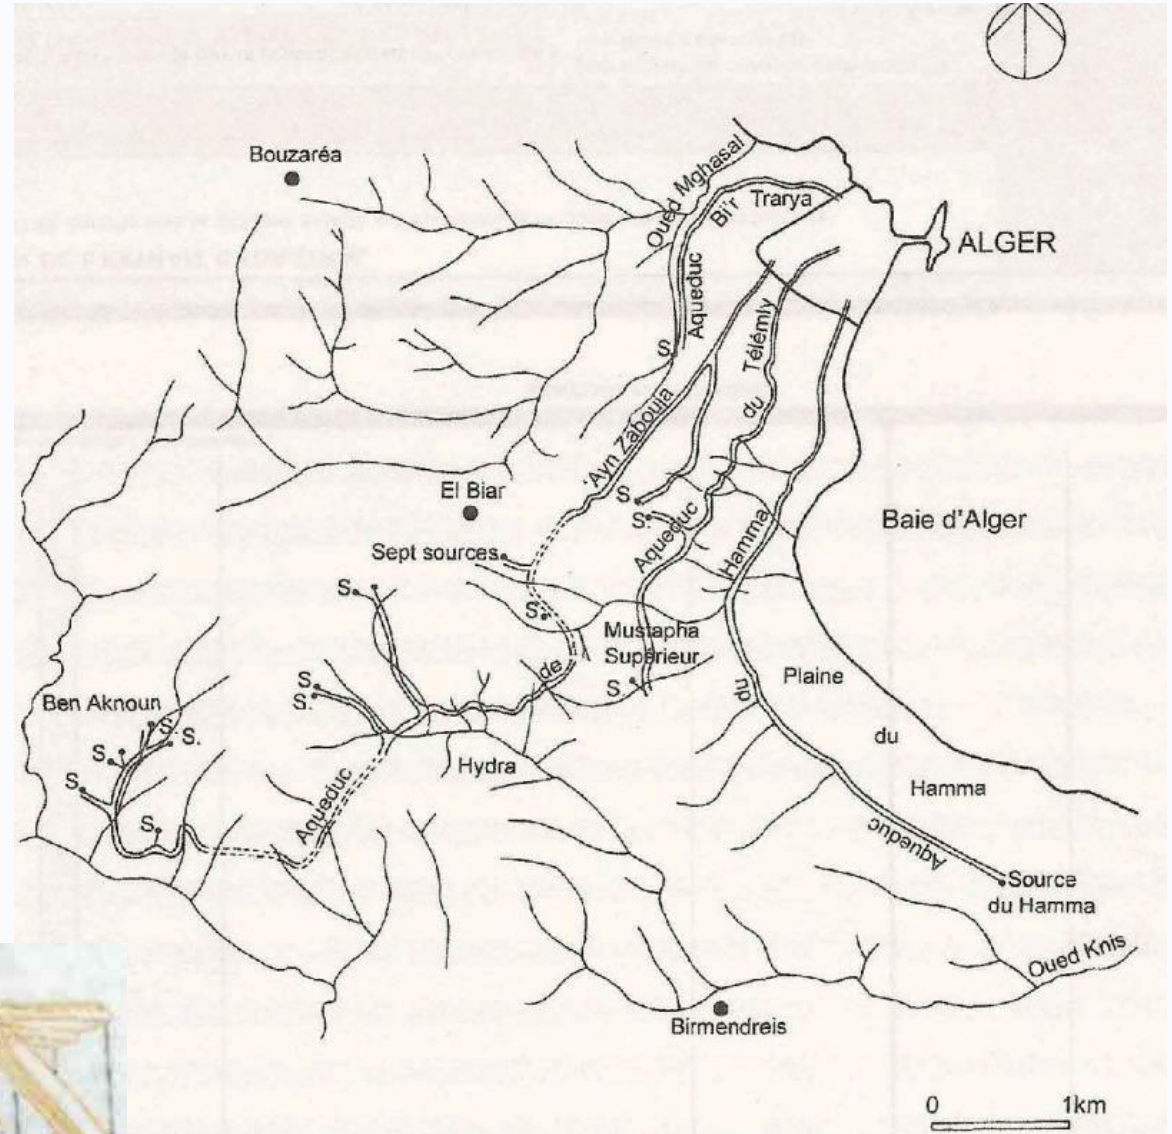 Bouzaréa
Oued Mghasal
Bi'r Trarya
Aqueduc
ALGER
S.
Télémly
du
Aqueduc
'Ayn Zaboudja
S.
S.
El Biar
Sept sources
Baie d'Alger
Hamma
du
Aqueduc
S.
S.
Mustapha
Supérieur
S.
de
Plaine
du
Hamma
S.
S.
Ben Aknoun
S.
S.
S.
S.
S.
Hydra
Aqueduc
Source
du Hamma
Oued Knis
Birmendreis
0 1km